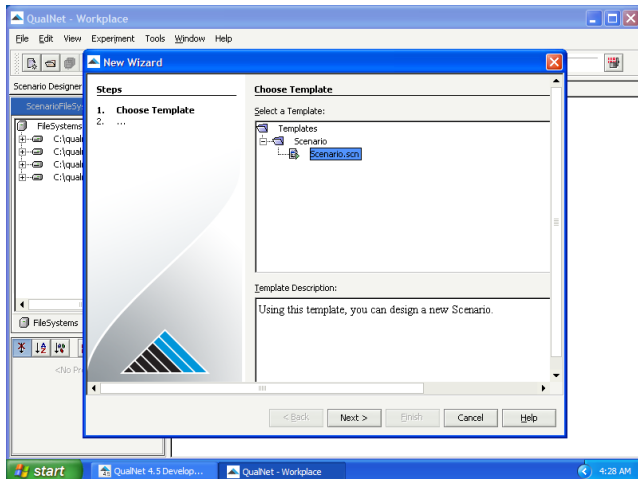 QualNet - Workplace
File Edit View Experiment Tools Window Help
New Wizard
Scenario Designer
ScenarioFileSy
FileSystems
C:\qual
C:\qual
C:\qual
C:\qual
Steps
1. Choose Template
2. ...
Choose Template
Select a Template:
Templates
Scenario
Scenario.scn
Template Description:
Using this template, you can design a new Scenario.
FileSystems
<No Pr
< Back Next > Finish Cancel Help
start QualNet 4.5 Develop... QualNet - Workplace 4:28 AM